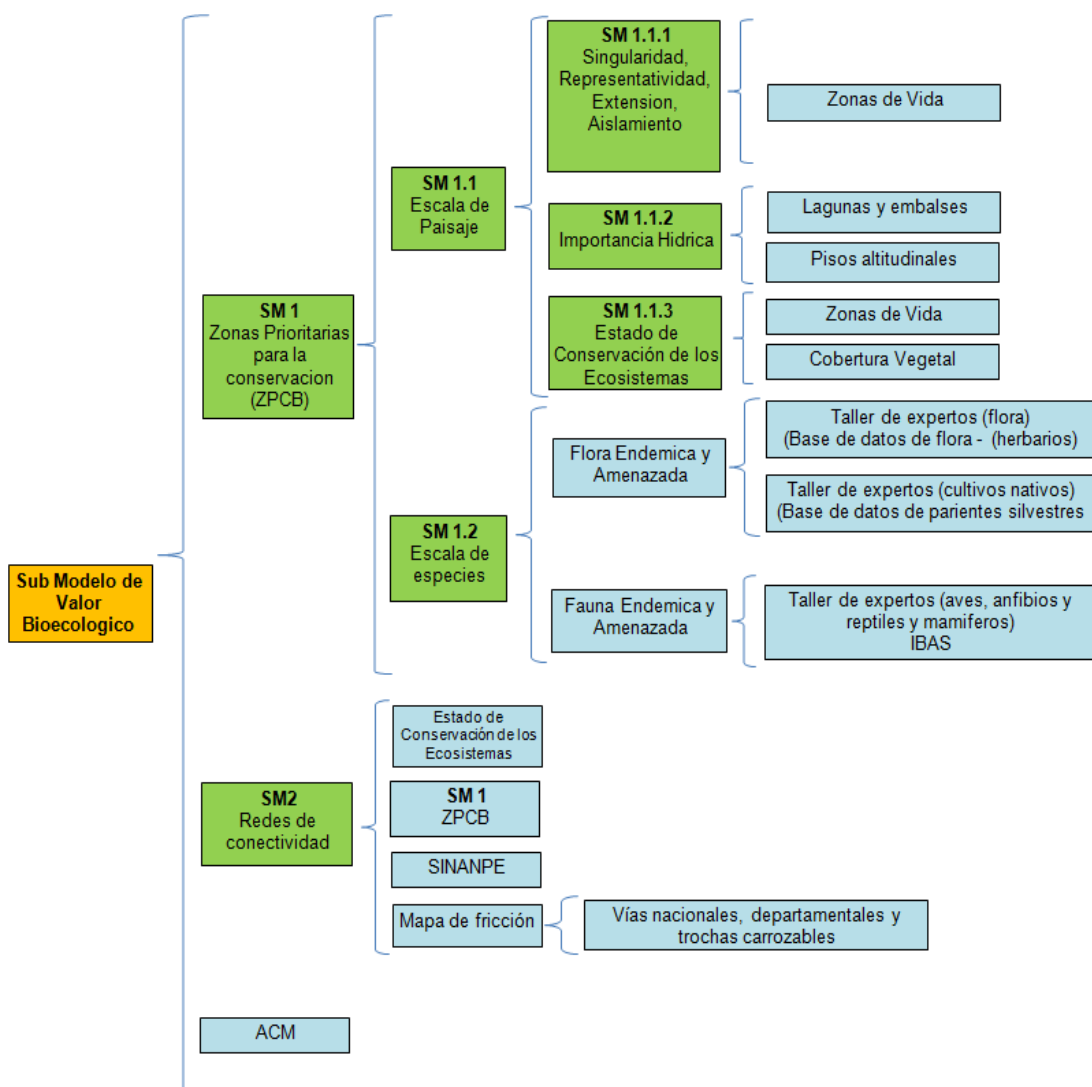 SM 1.1.1
Singularidad,
Representatividad,
Extension,
Aislamiento
Zonas de Vida
SM 1.1
Escala de
Paisaje
SM 1.1.2
Importancia Hidrica
Lagunas y embalses
Pisos altitudinales
SM 1
Zonas Prioritarias
para la
conservacion
(ZPCB)
SM 1.1.3
Estado de
Conservación de los
Ecosistemas
Zonas de Vida
Cobertura Vegetal
Flora Endemica y
Amenazada
Taller de expertos (flora)
(Base de datos de flora - (herbarios)
Taller de expertos (cultivos nativos)
(Base de datos de parientes silvestres
SM 1.2
Escala de
especies
Sub Modelo de
Valor
Bioecologico
Fauna Endemica y
Amenazada
Taller de expertos (aves, anfibios y
reptiles y mamiferos)
IBAS
SM2
Redes de
conectividad
Estado de
Conservación de los
Ecosistemas
SM 1
ZPCB
SINANPE
Mapa de fricción
Vías nacionales, departamentales y
trochas carrozables
ACM